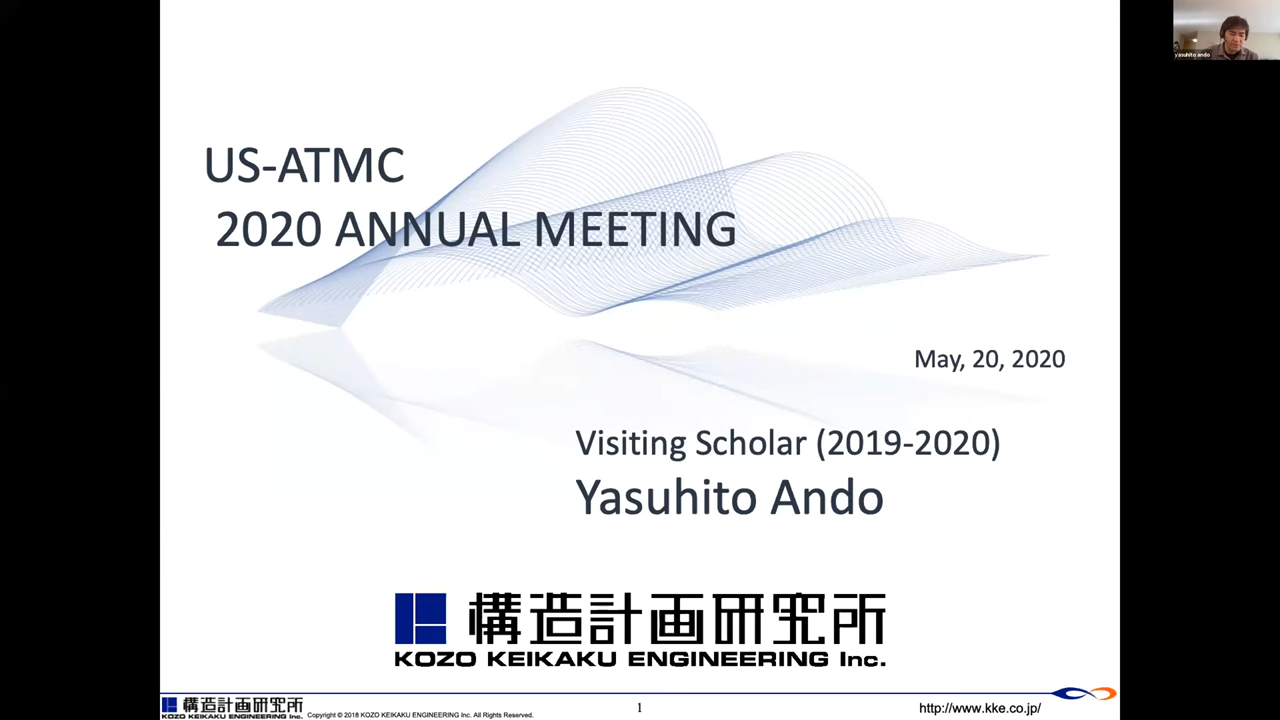 yasuhito ando
US-ATMC
2020 ANNUAL MEETING
May, 20, 2020
Visiting Scholar (2019-2020)
Yasuhito Ando
構造計画研究所
KOZO KEIKAKU ENGINEERING Inc.
構造計画研究所
KOZO KEIKAKU ENGINEERING Inc.
Copyright © 2018 KOZO KEIKAKU ENGINEERING Inc. All Rights Reserved.
1
http://www.kke.co.jp/